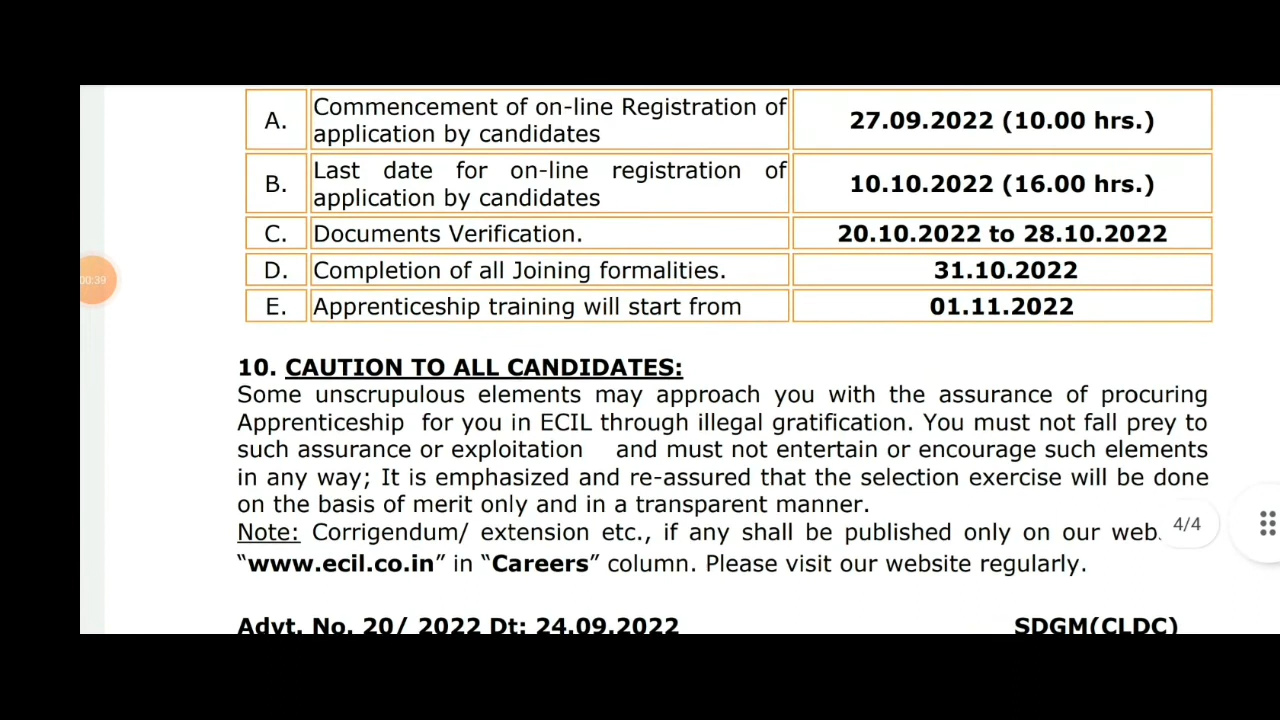 A. Commencement of on-line Registration of application by candidates 27.09.2022 (10.00 hrs.)
B. Last date for on-line registration of application by candidates 10.10.2022 (16.00 hrs.)
C. Documents Verification. 20.10.2022 to 28.10.2022
D. Completion of all Joining formalities. 31.10.2022
E. Apprenticeship training will start from 01.11.2022
00:39
10. CAUTION TO ALL CANDIDATES:
Some unscrupulous elements may approach you with the assurance of procuring
Apprenticeship for you in ECIL through illegal gratification. You must not fall prey to
such assurance or exploitation and must not entertain or encourage such elements
in any way; It is emphasized and re-assured that the selection exercise will be done
on the basis of merit only and in a transparent manner.
Note: Corrigendum/ extension etc., if any shall be published only on our web
4/4
"www.ecil.co.in" in "Careers" column. Please visit our website regularly.
Advt. No. 20/ 2022 Dt: 24.09.2022 SDGM(CLDC)